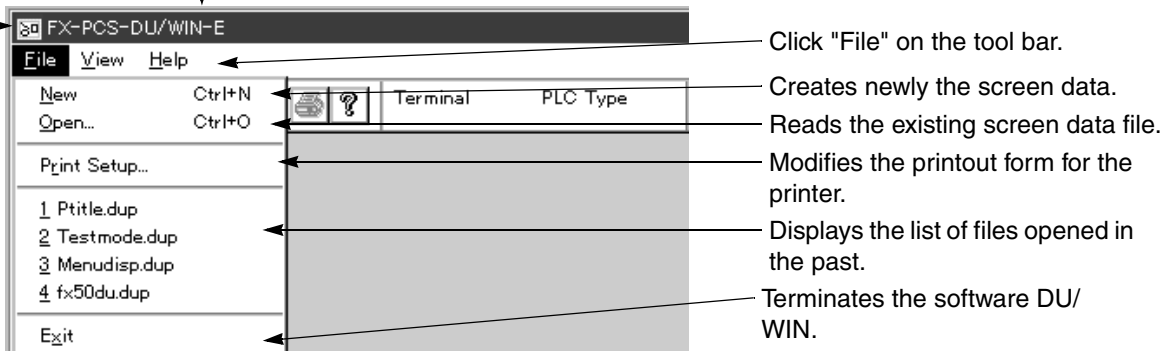 FX-PCS-DU/WIN-E
File View Help
New Ctrl+N
Open... Ctrl+O
Print Setup...
1 Ptitle.dup
2 Testmode.dup
3 Menudisp.dup
4 fx50du.dup
Exit
? Terminal PLC Type
Click "File" on the tool bar.
Creates newly the screen data.
Reads the existing screen data file.
Modifies the printout form for the
printer.
Displays the list of files opened in
the past.
Terminates the software DU/
WIN.